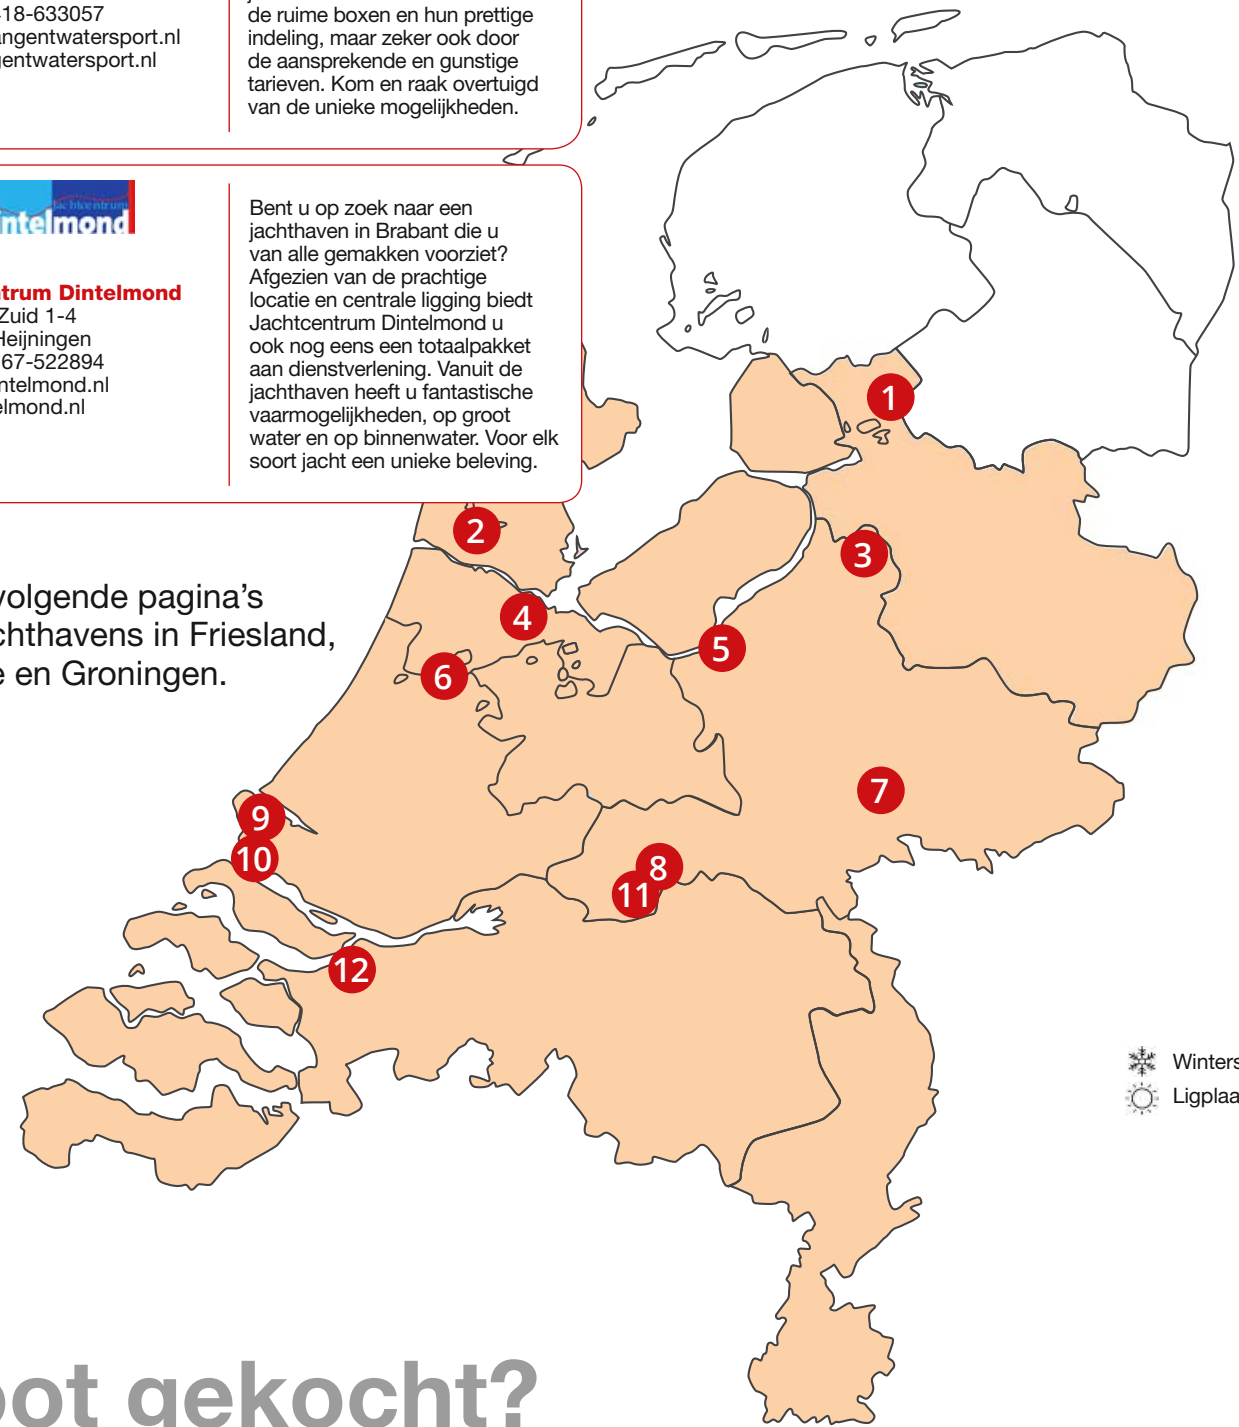 418-633057
angentwatersport.nl
gentwatersport.nl
de ruime boxen en hun prettige
indeling, maar zeker ook door
de aansprekende en gunstige
tarieven. Kom en raak overtuigd
van de unieke mogelijkheden.
jachtcentrum
intelmond
trum Dintelmond
Zuid 1-4
Heijningen
67-522894
ntelmond.nl
elmond.nl
Bent u op zoek naar een
jachthaven in Brabant die u
van alle gemakken voorziet?
Afgezien van de prachtige
locatie en centrale ligging biedt
Jachtcentrum Dintelmond u
ook nog eens een totaalpakket
aan dienstverlening. Vanuit de
jachthaven heeft u fantastische
vaarmogelijkheden, op groot
water en op binnenwater. Voor elk
soort jacht een unieke beleving.
volgende pagina's
chthavens in Friesland,
e en Groningen.
1
2
3
4
5
6
7
8
9
10
11
12
Winters
Ligplaa
oot gekocht?